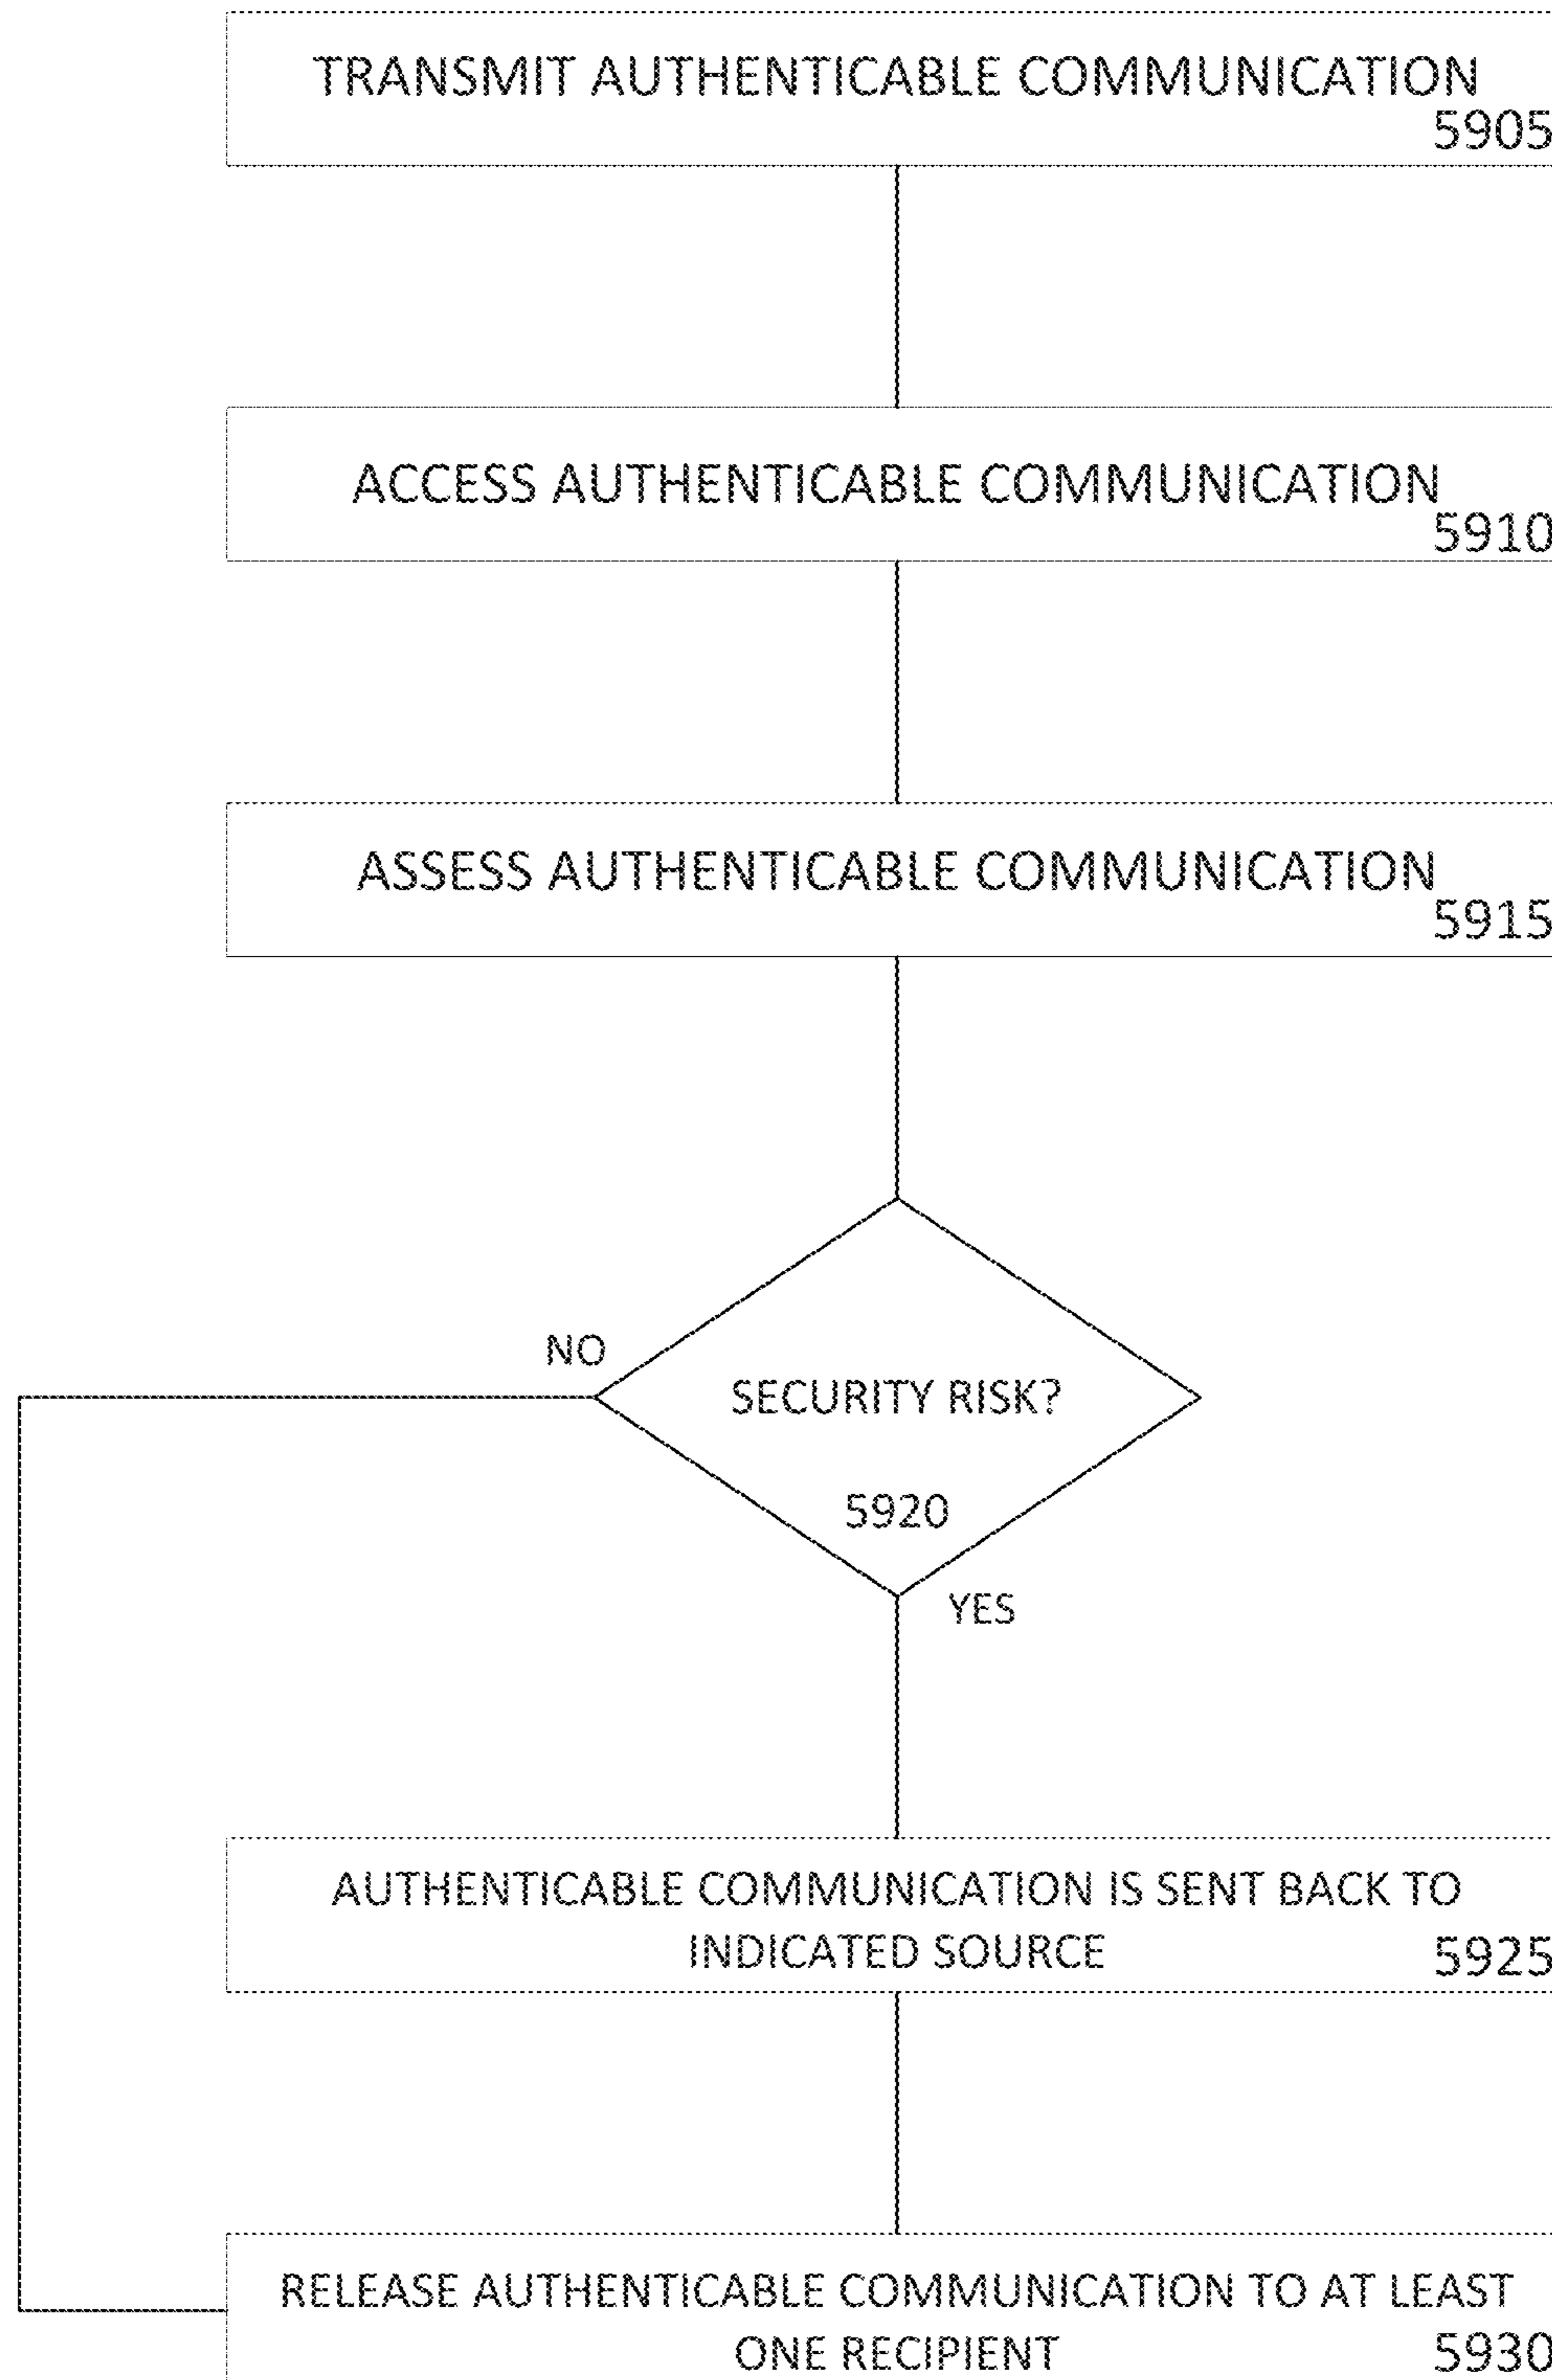 TRANSMIT AUTHENTICABLE COMMUNICATION
5905
ACCESS AUTHENTICABLE COMMUNICATION
5910
ASSESS AUTHENTICABLE COMMUNICATION
5915
NO
SECURITY RISK?
5920
YES
AUTHENTICABLE COMMUNICATION IS SENT BACK TO
INDICATED SOURCE
5925
RELEASE AUTHENTICABLE COMMUNICATION TO AT LEAST
ONE RECIPIENT
5930